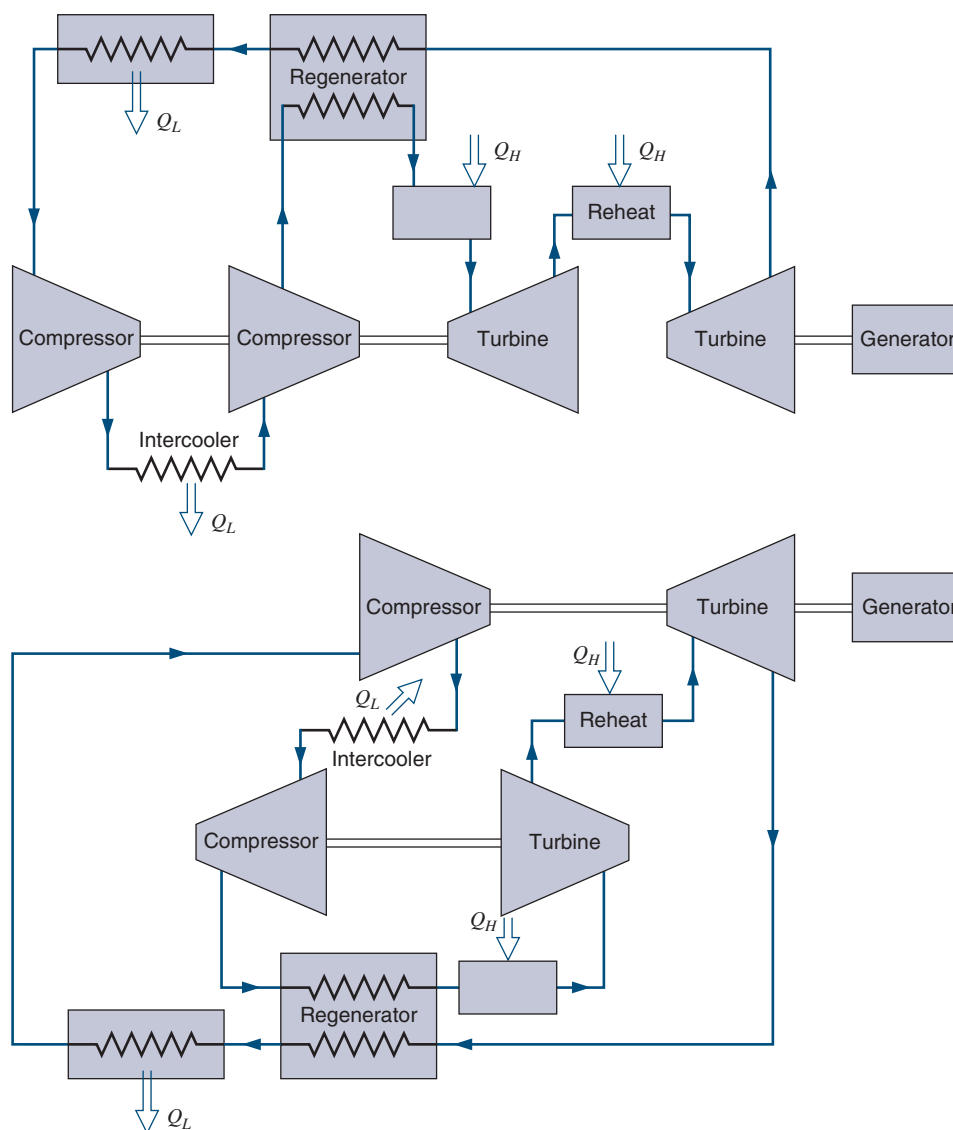 Regenerator
Q_L
Q_H
Q_H
Reheat
Compressor
Compressor
Turbine
Turbine
Generator
Intercooler
Q_L
Compressor
Turbine
Generator
Q_H
Q_L
Reheat
Intercooler
Compressor
Turbine
Q_H
Regenerator
Q_L